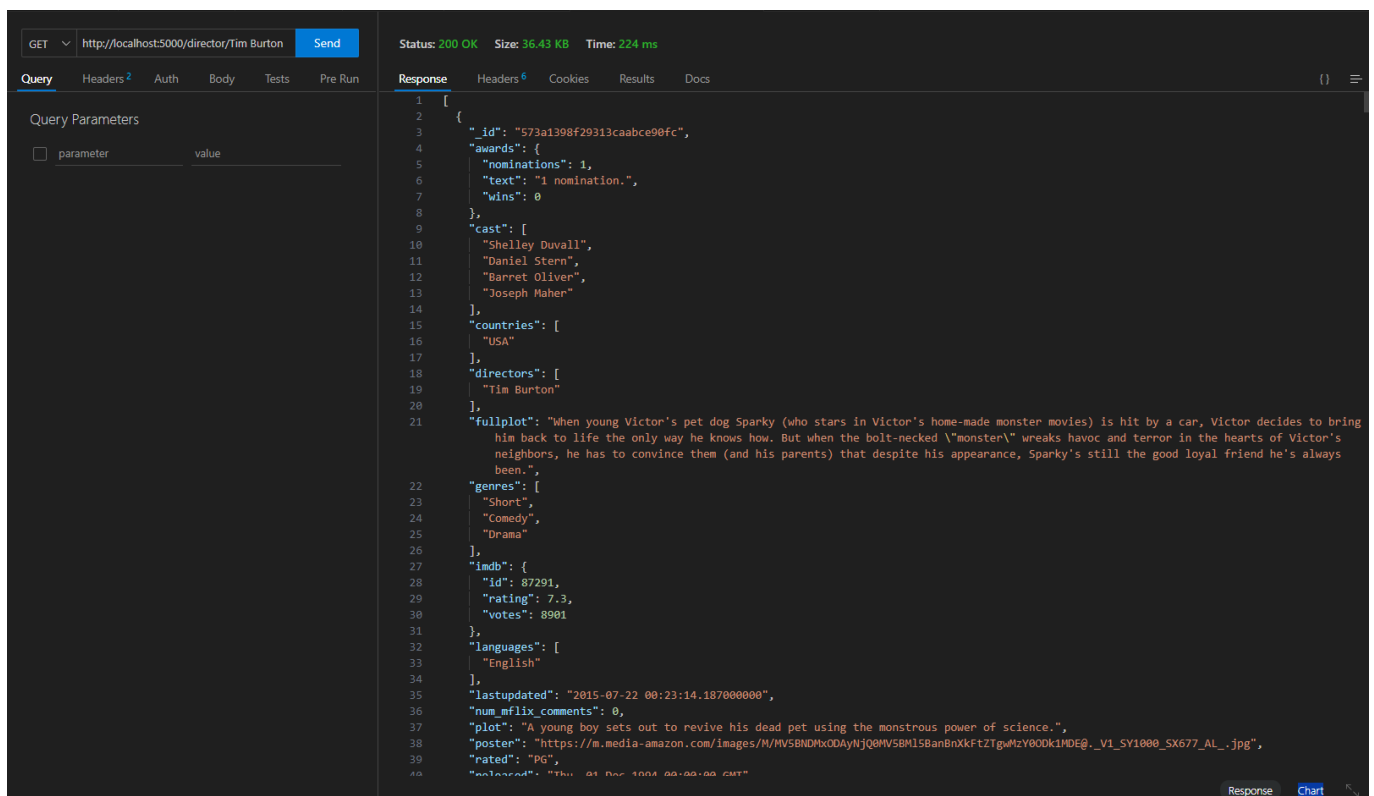 GET http://localhost:5000/director/Tim Burton Send
Query Headers 2 Auth Body Tests Pre Run
Query Parameters
parameter value
Status: 200 OK Size: 36.43 KB Time: 224 ms
Response Headers 6 Cookies Results Docs {}
1 [
2 {
3 "_id": "573a1398f29313caabce90fc",
4 "awards": {
5 "nominations": 1,
6 "text": "1 nomination.",
7 "wins": 0
8 },
9 "cast": [
10 "Shelley Duvall",
11 "Daniel Stern",
12 "Barret Oliver",
13 "Joseph Maher"
14 ],
15 "countries": [
16 "USA"
17 ],
18 "directors": [
19 "Tim Burton"
20 ],
21 "fullplot": "When young Victor's pet dog Sparky (who stars in Victor's home-made monster movies) is hit by a car, Victor decides to bring
him back to life the only way he knows how. But when the bolt-necked \"monster\" wreaks havoc and terror in the hearts of Victor's
neighbors, he has to convince them (and his parents) that despite his appearance, Sparky's still the good loyal friend he's always
been.",
22 "genres": [
23 "Short",
24 "Comedy",
25 "Drama"
26 ],
27 "imdb": {
28 "id": 87291,
29 "rating": 7.3,
30 "votes": 8901
31 },
32 "languages": [
33 "English"
34 ],
35 "lastupdated": "2015-07-22 00:23:14.187000000",
36 "num_mflix_comments": 0,
37 "plot": "A young boy sets out to revive his dead pet using the monstrous power of science.",
38 "poster": "https://m.media-amazon.com/images/M/MV5BNDMxODAyNjQ0MV5BMl5BanBnXkFtZTgwMzY0ODk1MDE@._V1_SY1000_SX677_AL_.jpg",
39 "rated": "PG",
40 "released": "Thu, 01 Dec 1994 00:00:00 GMT"
Response Chart